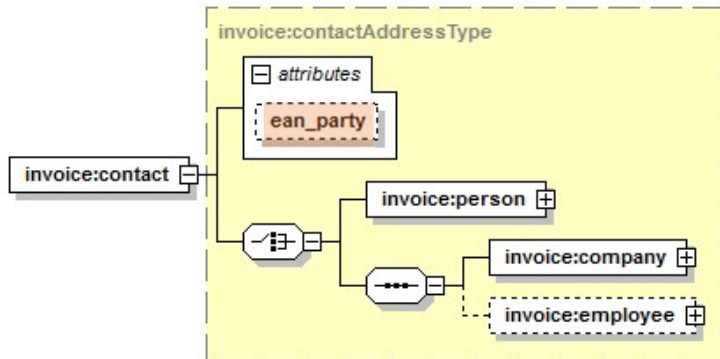 invoice:contactAddressType
attributes
ean_party
invoice:contact
invoice:person
invoice:company
invoice:employee